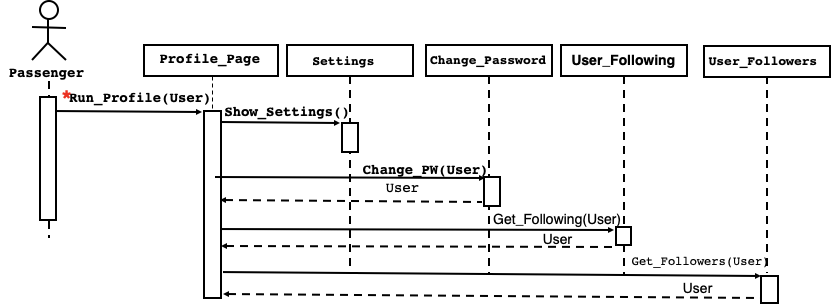 Passenger
Profile_Page
Settings
Change_Password
User_Following
User_Followers
*Run_Profile(User)
Show_Settings()
Change_PW(User)
User
Get_Following(User)
User
Get_Followers(User)
User